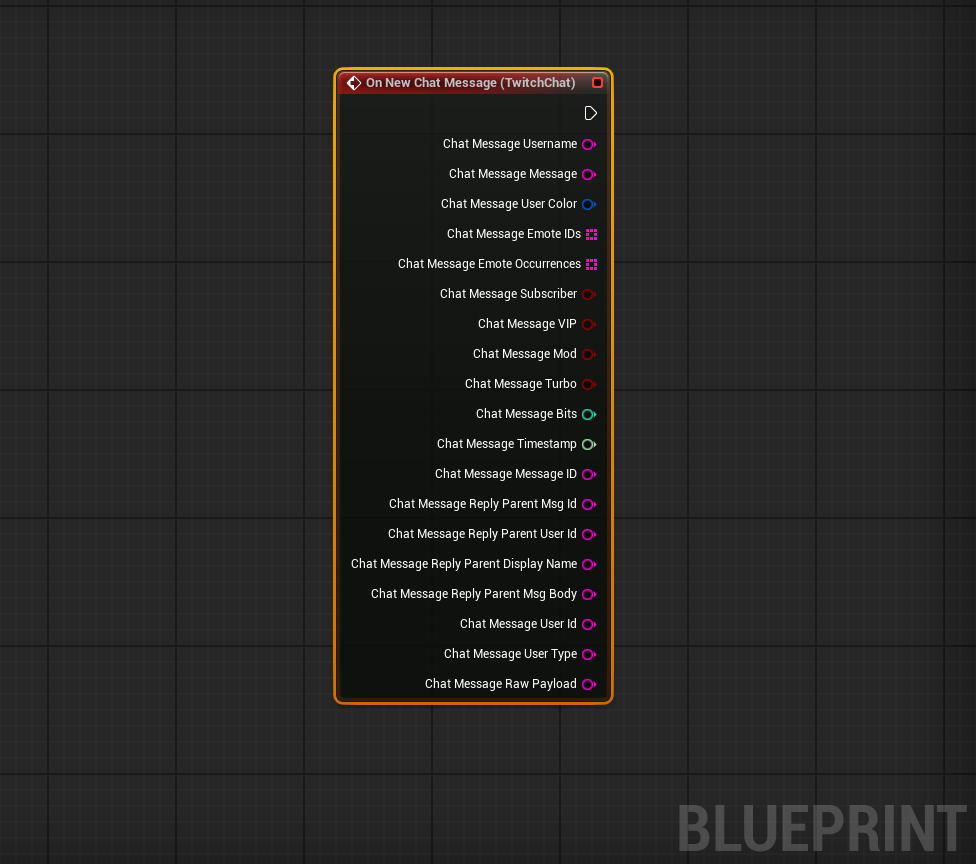 On New Chat Message (TwitchChat)
Chat Message Username
Chat Message Message
Chat Message User Color
Chat Message Emote IDs
Chat Message Emote Occurrences
Chat Message Subscriber
Chat Message VIP
Chat Message Mod
Chat Message Turbo
Chat Message Bits
Chat Message Timestamp
Chat Message Message ID
Chat Message Reply Parent Msg Id
Chat Message Reply Parent User Id
Chat Message Reply Parent Display Name
Chat Message Reply Parent Msg Body
Chat Message User Id
Chat Message User Type
Chat Message Raw Payload
BLUEPRINT